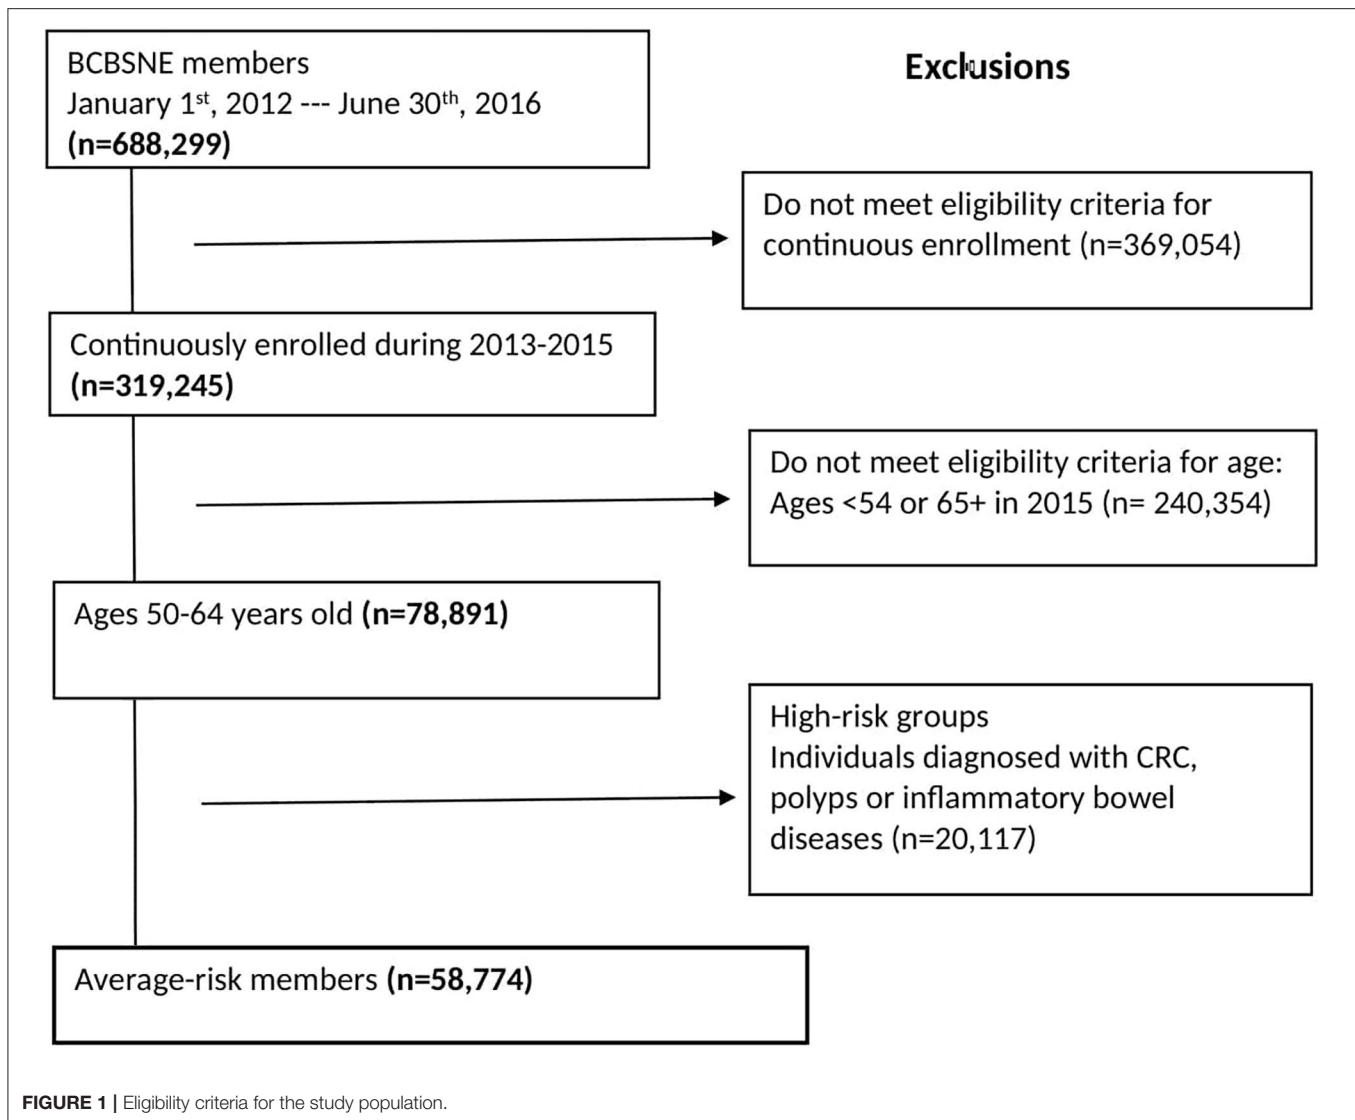 BCBSNE members
January 1st, 2012 --- June 30th, 2016
(n=688,299)
Exclusions
Do not meet eligibility criteria for
continuous enrollment (n=369,054)
Continuously enrolled during 2013-2015
(n=319,245)
Do not meet eligibility criteria for age:
Ages <54 or 65+ in 2015 (n= 240,354)
Ages 50-64 years old (n=78,891)
High-risk groups
Individuals diagnosed with CRC,
polyps or inflammatory bowel
diseases (n=20,117)
Average-risk members (n=58,774)
FIGURE 1 | Eligibility criteria for the study population.